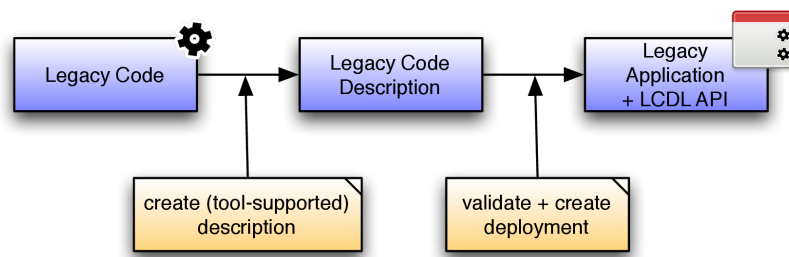 Legacy Code
Legacy Code
Description
Legacy
Application
+ LCDL API
create (tool-supported)
description
validate + create
deployment